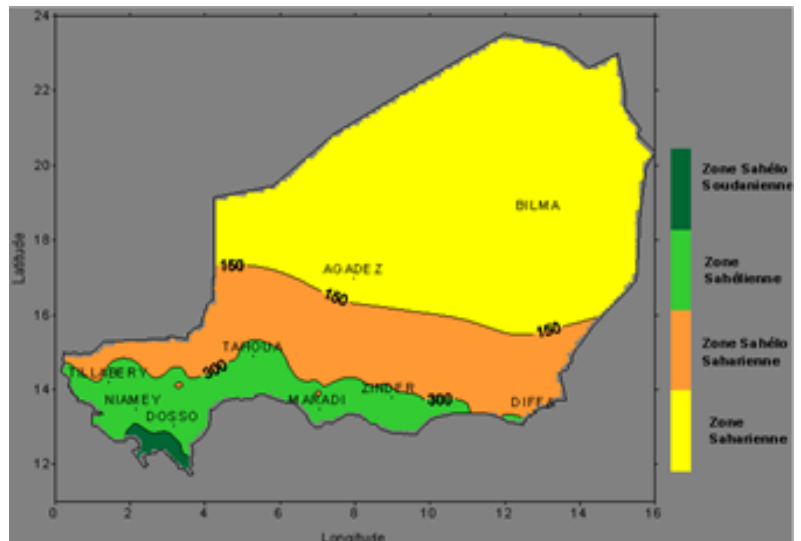 24
22
20
18
16
14
12
Latitude
0 2 4 6 8 10 12 14 16
Longitude
BILMA
AGADEZ
150
150
150
TAHOUA
300
TILLABERY
ZINDER
NIAMEY
MARADI
300
DIFFA
DOSSO
Zone Sahélo
Soudanienne
Zone
Sahélienne
Zone Sahélo
Saharienne
Zone
Saharienne